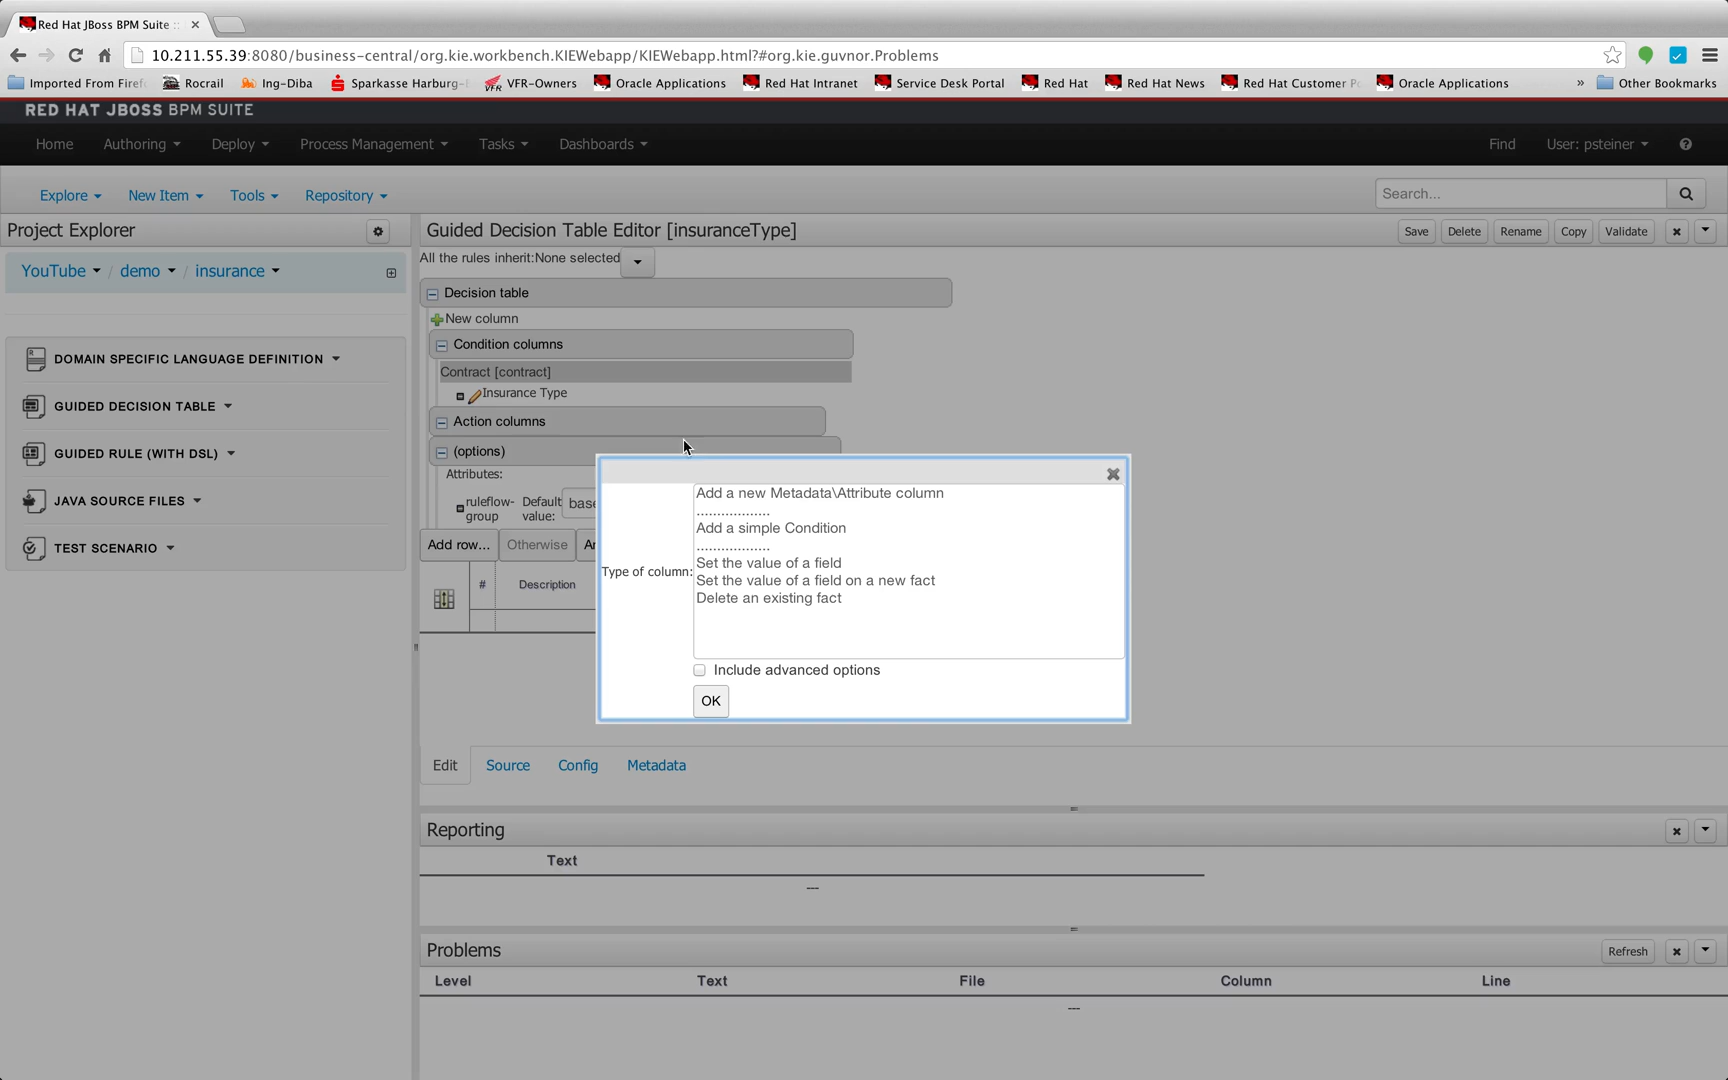 Red Hat JBoss BPM Suite ::
10.211.55.39:8080/business-central/org.kie.workbench.KIEWebapp/KIEWebapp.html?#org.kie.guvnor.Problems
Imported From Firef Rocrail Ing-Diba Sparkasse Harburg- VFR-Owners Oracle Applications Red Hat Intranet Service Desk Portal Red Hat Red Hat News Red Hat Customer Po Oracle Applications » Other Bookmarks
RED HAT JBOSS BPM SUITE
Home Authoring Deploy Process Management Tasks Dashboards Find User: psteiner
Explore New Item Tools Repository Search...
Project Explorer
YouTube / demo / insurance
DOMAIN SPECIFIC LANGUAGE DEFINITION
GUIDED DECISION TABLE
GUIDED RULE (WITH DSL)
JAVA SOURCE FILES
TEST SCENARIO
Guided Decision Table Editor [insuranceType]
Save Delete Rename Copy Validate
All the rules inherit:None selected
Decision table
New column
Condition columns
Contract [contract]
Insurance Type
Action columns
(options)
Attributes:
ruleflow-group Default value: base
Add row... Otherwise An
# Description
Add a new Metadata\Attribute column
..................
Add a simple Condition
..................
Type of column:
Set the value of a field
Set the value of a field on a new fact
Delete an existing fact
Include advanced options
OK
Edit Source Config Metadata
Reporting
Text
---
Problems
Refresh
Level Text File Column Line
---